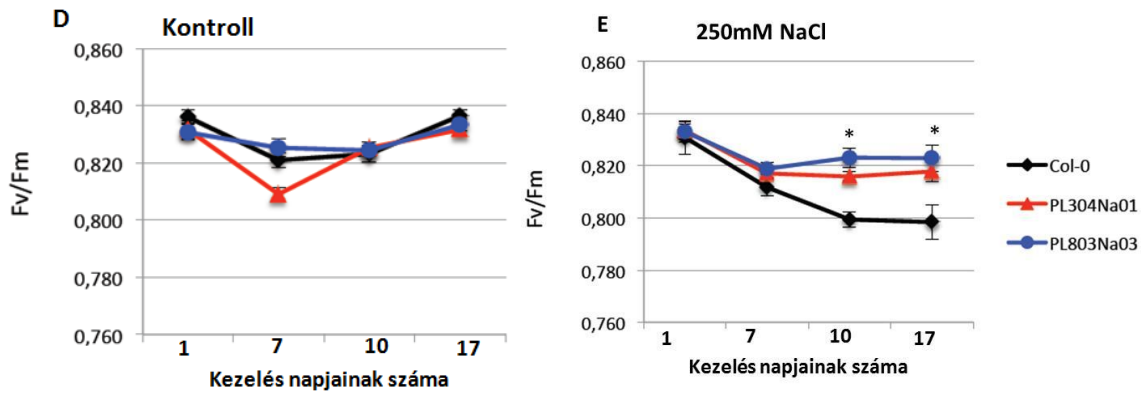 D
Kontroll
0,860
0,840
0,820
0,800
0,780
0,760
Fv/Fm
1 7 10 17
Kezelés napjainak száma
E
250mM NaCl
0,860
0,840
0,820
0,800
0,780
0,760
Fv/Fm
* *
1 7 10 17
Kezelés napjainak száma
Col-0
PL304Na01
PL803Na03